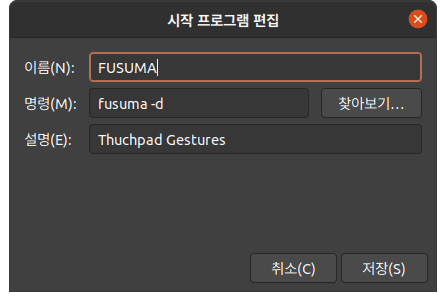 시작 프로그램 편집
이름(N): FUSUMA
명령(M): fusuma -d 찾아보기...
설명(E): Thuchpad Gestures
취소(C) 저장(S)